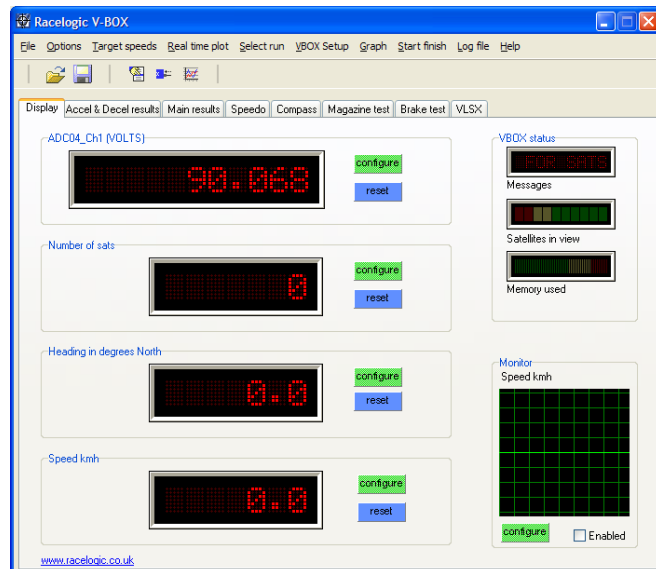 Racelogic V-BOX
File Options Target speeds Real time plot Select run VBOX Setup Graph Start finish Log file Help
Display Accel & Decel results Main results Speedo Compass Magazine test Brake test VLSX
ADC04_Ch1 (VOLTS)
90.068
configure
reset
Number of sats
0
configure
reset
Heading in degrees North
0.0
configure
reset
Speed kmh
0.0
configure
reset
www.racelogic.co.uk
VBOX status
FOR SATS
Messages
Satellites in view
Memory used
Monitor
Speed kmh
configure Enabled